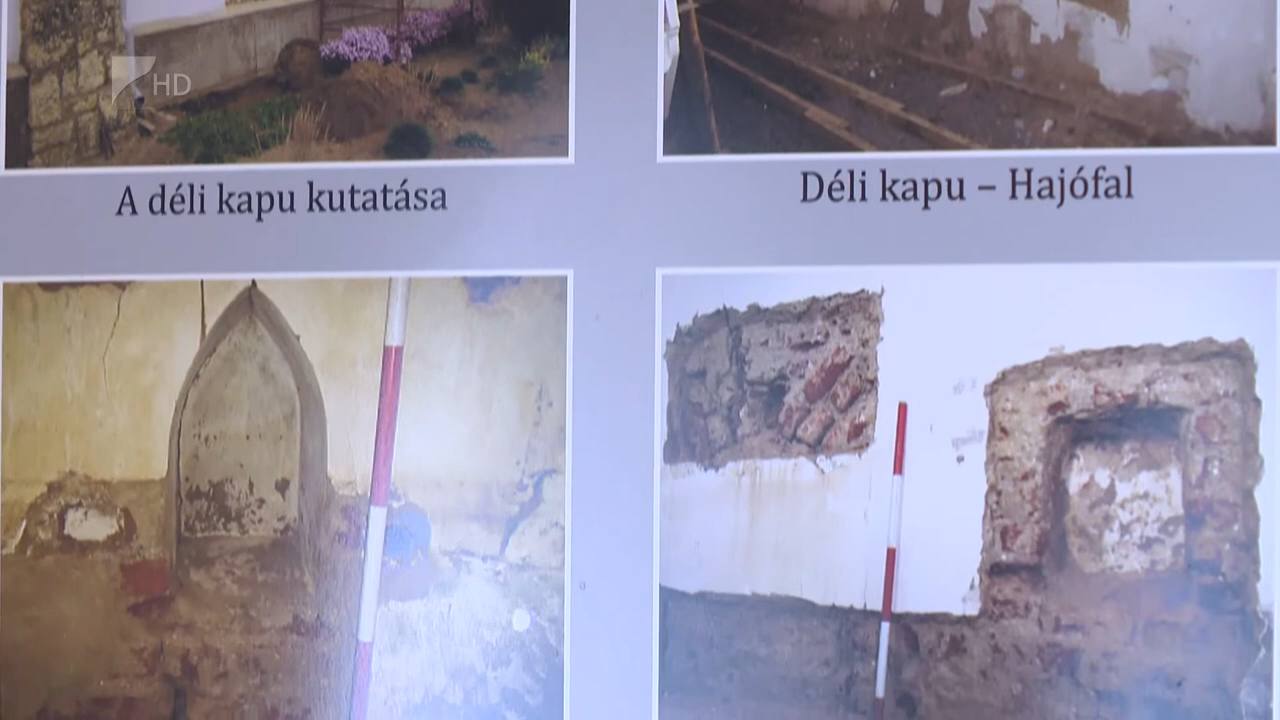 HD
A déli kapu kutatása
Déli kapu – Hajófal